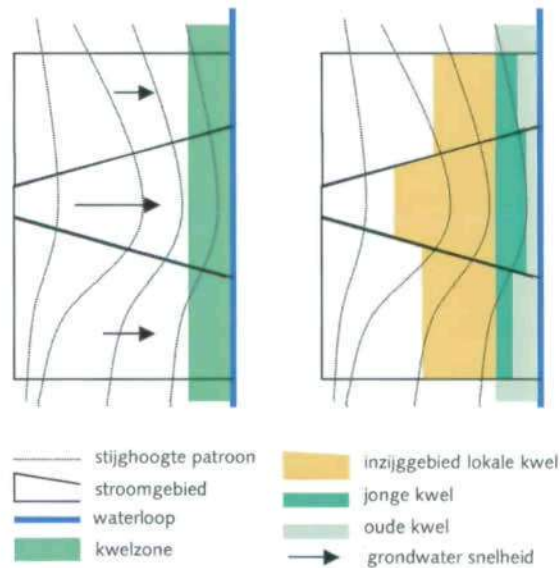 stijghoogte patroon
stroomgebied
waterloop
kwelzone
inzijggebied lokale kwel
jonge kwel
oude kwel
grondwater snelheid